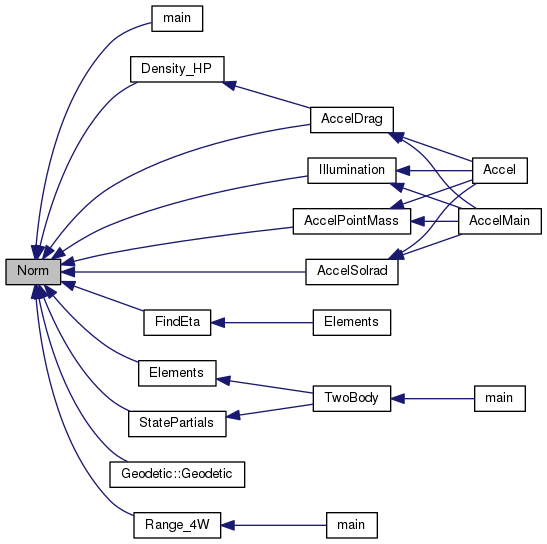 main
Density_HP
AccelDrag
Illumination
Accel
AccelPointMass
AccelMain
Norm
AccelSolrad
FindEta
Elements
Elements
TwoBody
main
StatePartials
Geodetic::Geodetic
Range_4W
main